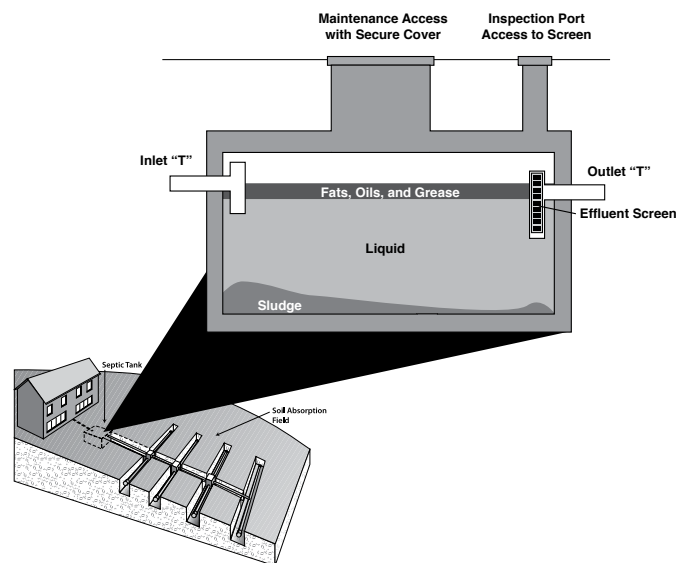 Maintenance Access
with Secure Cover
Inspection Port
Access to Screen
Inlet “T”
Outlet “T”
Fats, Oils, and Grease
Effluent Screen
Liquid
Sludge
Septic Tank
Soil Absorption
Field